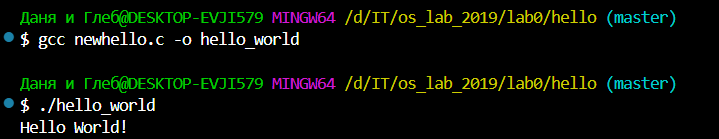 Даня и Глеб@DESKTOP-EVJI579 MINGW64 /d/IT/os_lab_2019/lab0/hello (master)
$ gcc newhello.c -o hello_world
Даня и Глеб@DESKTOP-EVJI579 MINGW64 /d/IT/os_lab_2019/lab0/hello (master)
$ ./hello_world
Hello World!